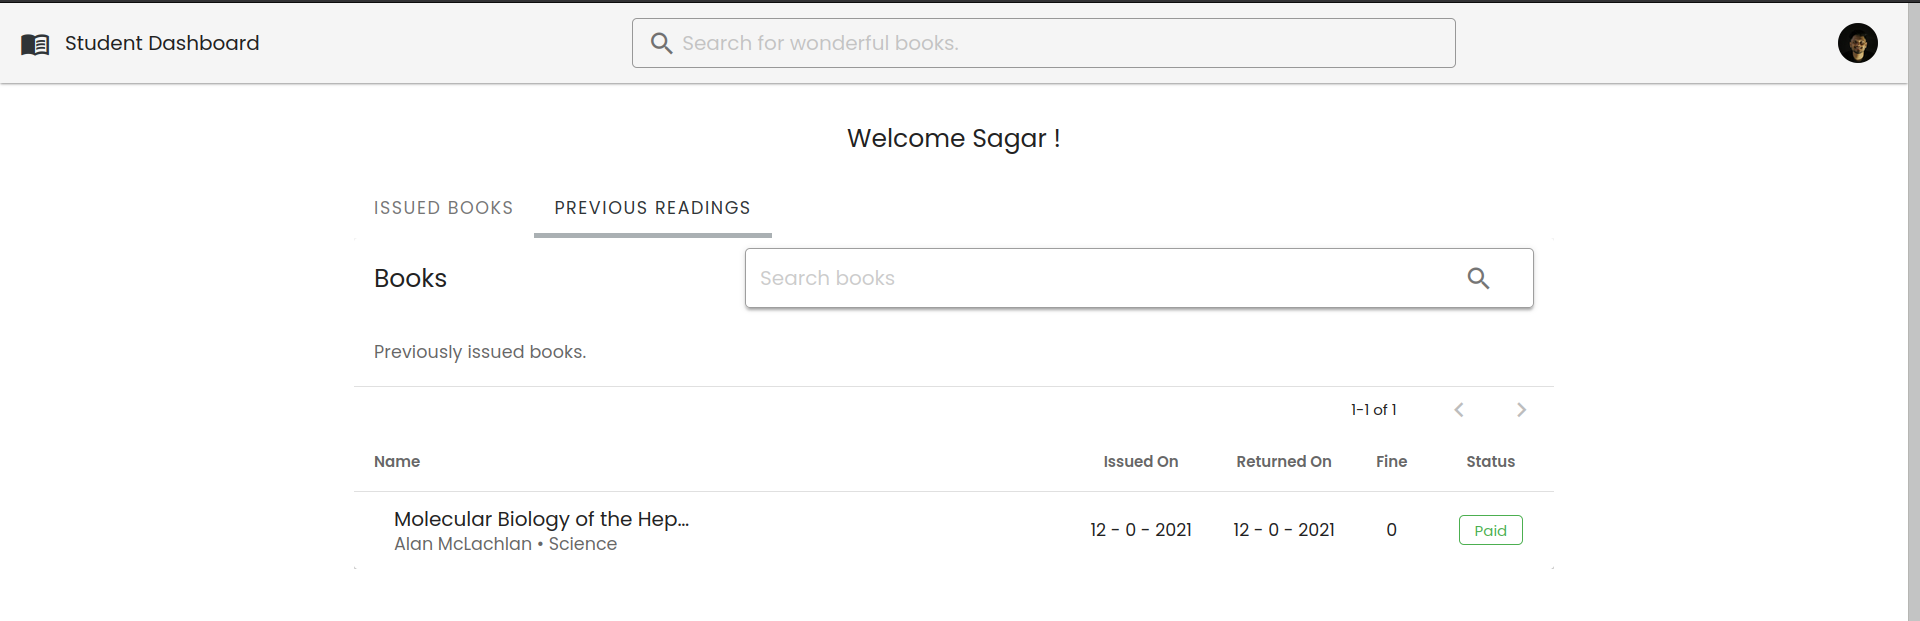 Student Dashboard
Search for wonderful books.
Welcome Sagar !
ISSUED BOOKS PREVIOUS READINGS
Books
Search books
Previously issued books.
1-1 of 1
Name Issued On Returned On Fine Status
Molecular Biology of the Hep... 12 - 0 - 2021 12 - 0 - 2021 0 Paid
Alan McLachlan • Science